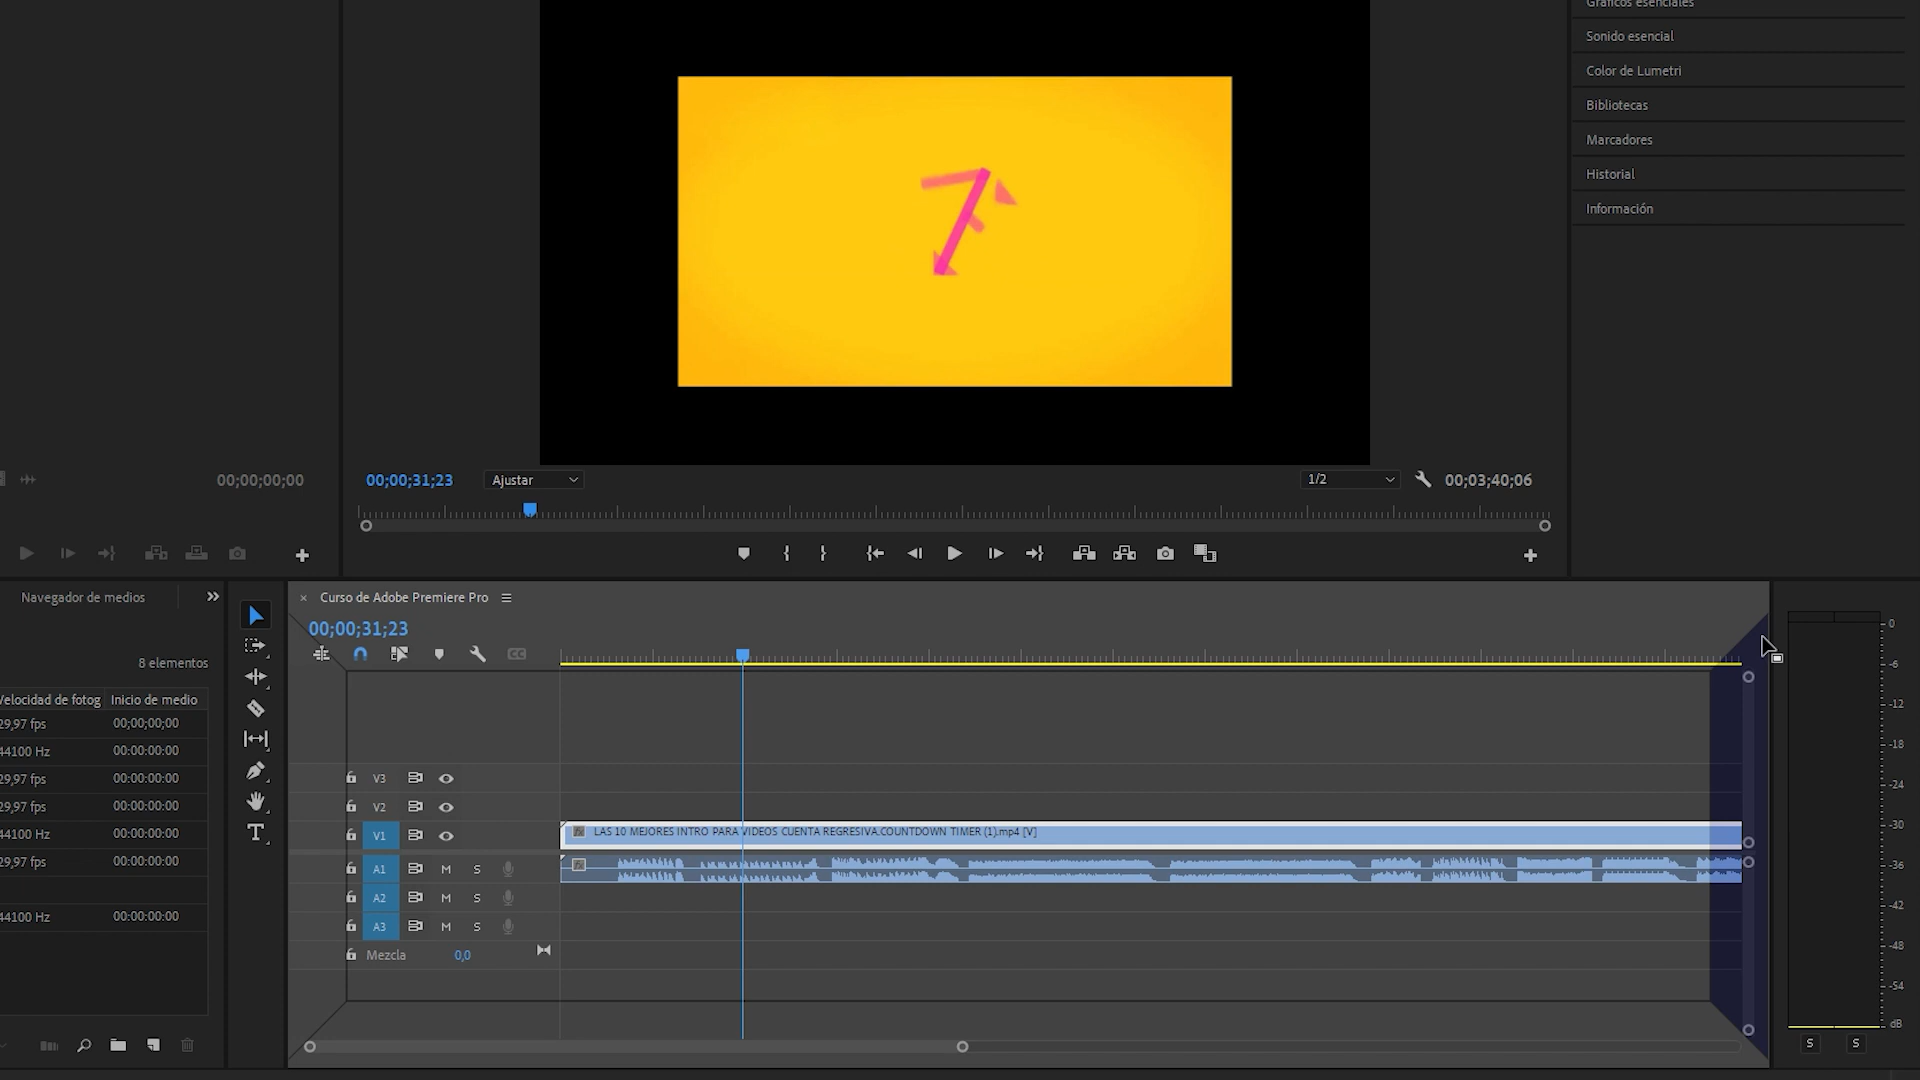 Gráficos esenciales
Sonido esencial
Color de Lumetri
Bibliotecas
Marcadores
Historial
Información
00;00;00;00
00;00;31;23
Ajustar
1/2
00;03;40;06
Navegador de medios
8 elementos
Velocidad de fotog
Inicio de medio
29,97 fps
00;00;00;00
44100 Hz
00:00:00:00
29,97 fps
00:00:00:00
29,97 fps
00:00:00:00
44100 Hz
00:00:00:00
29,97 fps
00:00:00:00
44100 Hz
00:00:00:00
Curso de Adobe Premiere Pro
00;00;31;23
V3
V2
V1
LAS 10 MEJORES INTRO PARA VIDEOS CUENTA REGRESIVA.COUNTDOWN TIMER (1).mp4 [V]
fx
A1 M S
A2 M S
A3 M S
Mezcla 0,0
CC
0
-6
-12
-18
-24
-30
-36
-42
-48
-54
dB
S S